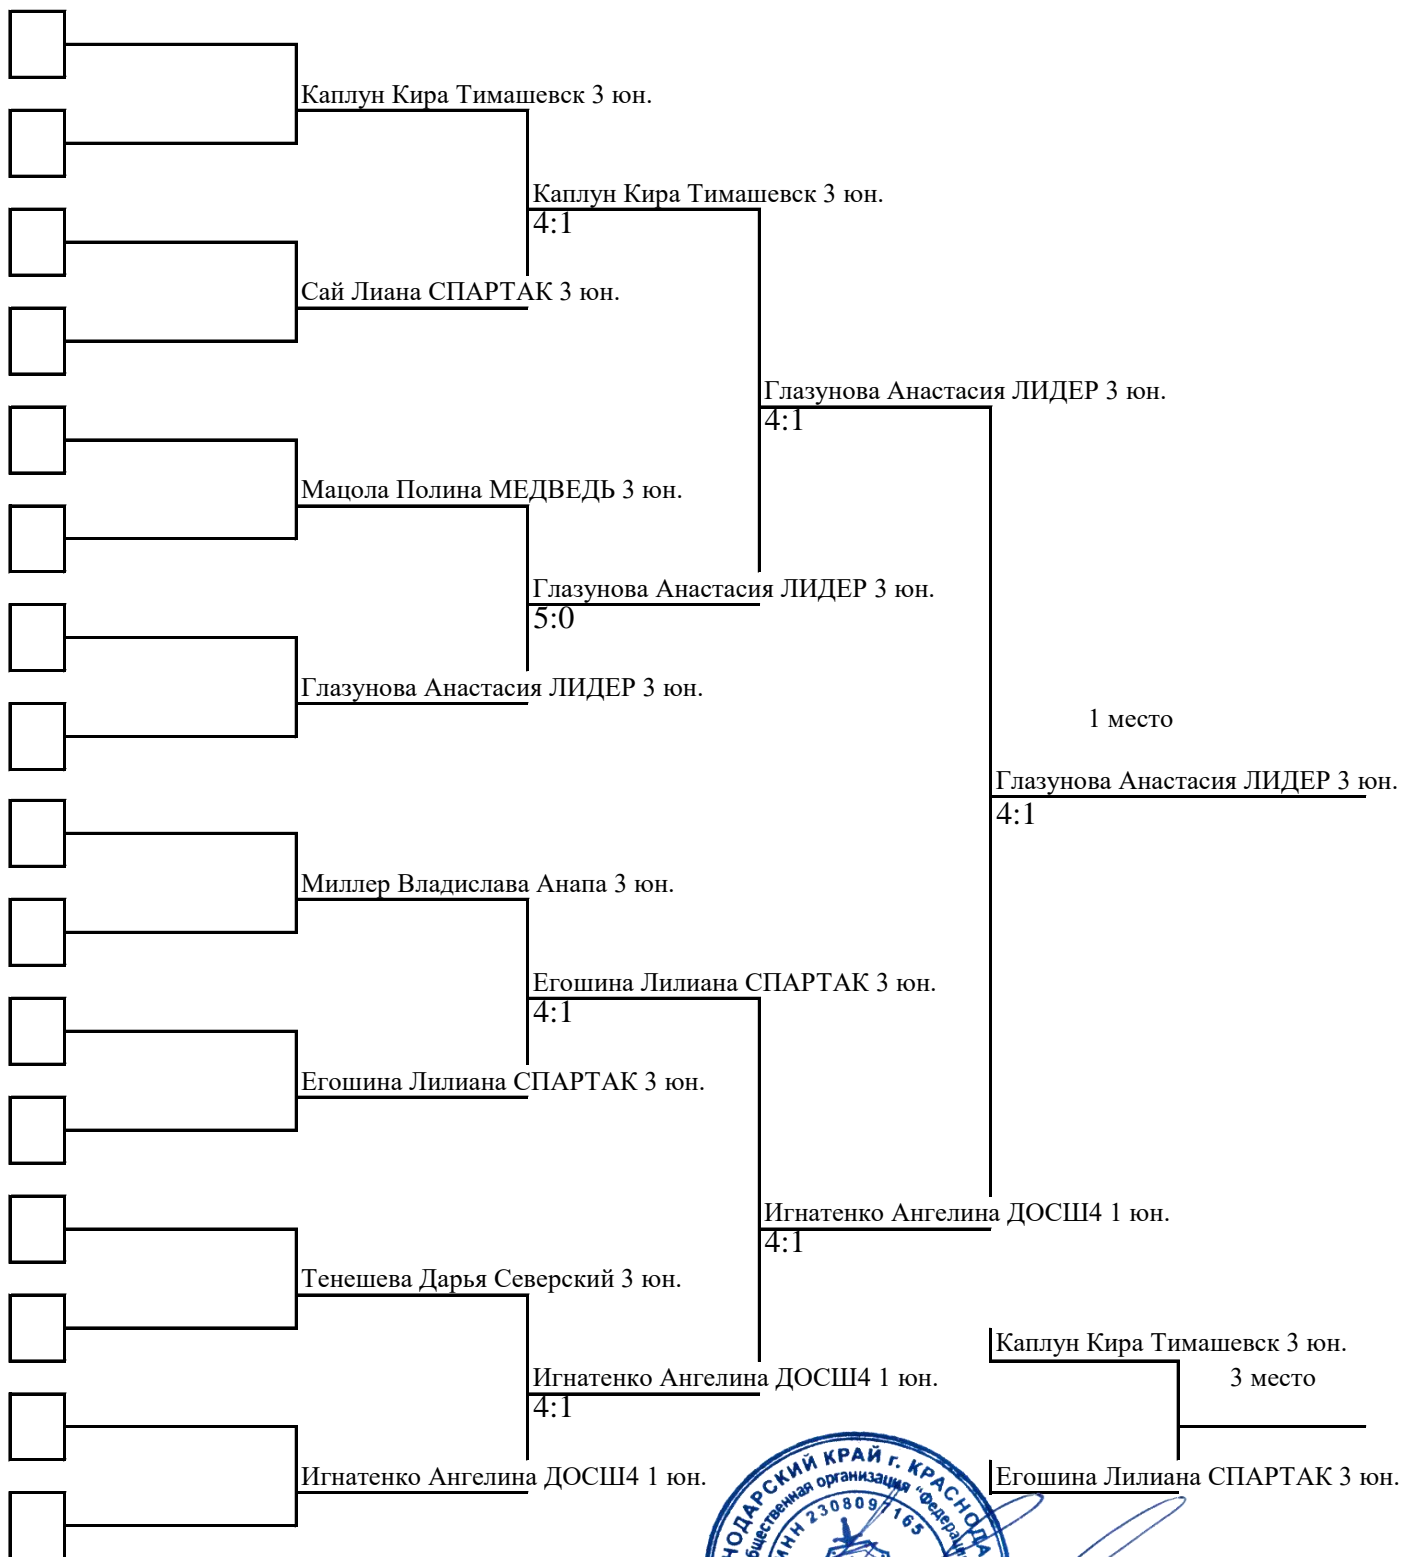 Каплун Кира Тимашевск 3 юн.
Каплун Кира Тимашевск 3 юн.
4:1
Сай Лиана СПАРТАК 3 юн.
Глазунова Анастасия ЛИДЕР 3 юн.
4:1
Мацола Полина МЕДВЕДЬ 3 юн.
Глазунова Анастасия ЛИДЕР 3 юн.
5:0
Глазунова Анастасия ЛИДЕР 3 юн.
1 место
Глазунова Анастасия ЛИДЕР 3 юн.
4:1
Миллер Владислава Анапа 3 юн.
Егошина Лилиана СПАРТАК 3 юн.
4:1
Егошина Лилиана СПАРТАК 3 юн.
Игнатенко Ангелина ДОСШ4 1 юн.
4:1
Тенешева Дарья Северский 3 юн.
Каплун Кира Тимашевск 3 юн.
3 место
Игнатенко Ангелина ДОСШ4 1 юн.
4:1
Игнатенко Ангелина ДОСШ4 1 юн.
Егошина Лилиана СПАРТАК 3 юн.
КРАЙ г.
организация
ИНН 2308097165